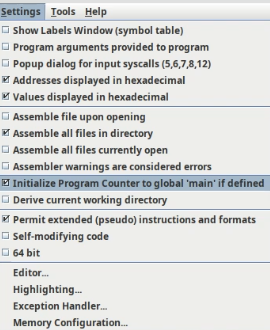 Settings Tools Help
Show Labels Window (symbol table)
Program arguments provided to program
Popup dialog for input syscalls (5,6,7,8,12)
Addresses displayed in hexadecimal
Values displayed in hexadecimal
Assemble file upon opening
Assemble all files in directory
Assemble all files currently open
Assembler warnings are considered errors
Initialize Program Counter to global 'main' if defined
Derive current working directory
Permit extended (pseudo) instructions and formats
Self-modifying code
64 bit
Editor...
Highlighting...
Exception Handler...
Memory Configuration...